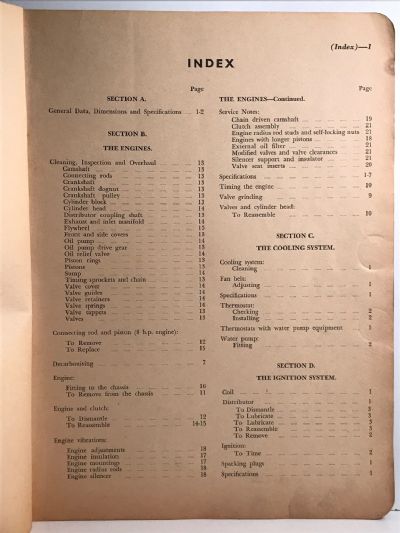 (Index)—1
INDEX
Page
SECTION A.
General Data, Dimensions and Specifications 1-2
SECTION B.
THE ENGINES.
Cleaning, Inspection and Overhaul 13
Camshaft 13
Connecting rods 13
Crankshaft 13
Crankshaft dognut 13
Crankshaft pulley 13
Cylinder block 13
Cylinder head 14
Distributor coupling shaft 13
Exhaust and inlet manifold 14
Flywheel 15
Front and side covers 13
Oil pump 14
Oil pump drive gear 13
Oil relief valve 14
Piston rings 13
Pistons 13
Sump 14
Timing sprockets and chain 13
Valve cover 14
Valve guides 14
Valve retainers 14
Valve springs 14
Valve tappets 13
Valves 13
Connecting rod and piston (8 h.p. engine):
To Remove 12
To Replace 15
Decarbonising 7
Engine:
Fitting to the chassis 16
To Remove from the chassis 11
Engine and clutch:
To Dismantle 12
To Reassemble 14-15
Engine vibrations:
Engine adjustments 18
Engine insulation 17
Engine mountings 17
Engine radius rods 18
Engine silencer 18
Page
THE ENGINES—Continued.
Service Notes:
Chain driven camshaft 19
Clutch assembly 21
Engine radius rod studs and self-locking nuts 21
Engines with longer pistons 18
External oil filter 21
Modified valves and valve clearances 21
Silencer support and insulator 21
Valve seat inserts 20
Specifications 1-7
Timing the engine 10
Valve grinding 9
Valves and cylinder head:
To Reassemble 10
SECTION C.
THE COOLING SYSTEM.
Cooling system:
Cleaning 1
Fan belt:
Adjusting 1
Specifications 1
Thermostat:
Checking 2
Installing 2
Thermostats with water pump equipment 1
Water pump:
Fitting 2
SECTION D.
THE IGNITION SYSTEM.
Coil 1
Distributor 1
To Dismantle 3
To Lubricate 3
To Lubricate 3
To Reassemble 3
To Remove 2
Ignition:
To Time 2
Sparking plugs 1
Specifications 1